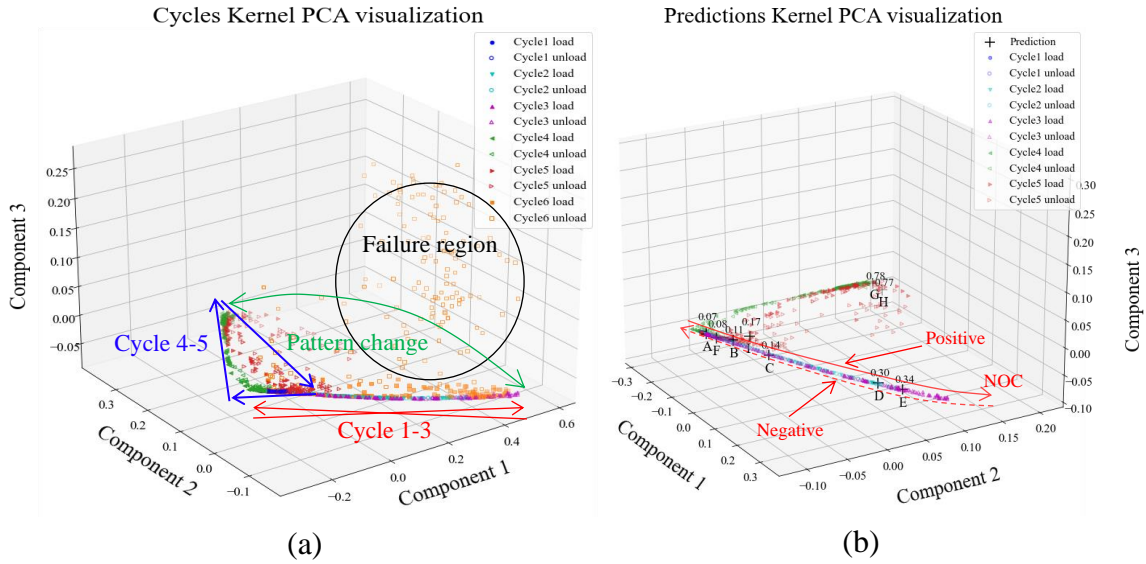 Cycles Kernel PCA visualization
Cycle1 load
Cycle1 unload
Cycle2 load
Cycle2 unload
Cycle3 load
Cycle3 unload
Cycle4 load
Cycle4 unload
Cycle5 load
Cycle5 unload
Cycle6 load
Cycle6 unload
0.25
0.20
0.15
0.10
0.05
0.00
−0.05
Component 3
Failure region
Cycle 4-5
Pattern change
Cycle 1-3
0.3
0.2
0.1
0.0
−0.1
Component 2
−0.2
0.0
0.2
0.4
0.6
Component 1
(a)
Predictions Kernel PCA visualization
Prediction
Cycle1 load
Cycle1 unload
Cycle2 load
Cycle2 unload
Cycle3 load
Cycle3 unload
Cycle4 load
Cycle4 unload
Cycle5 load
Cycle5 unload
0.30
0.25
0.20
0.15
0.10
0.05
0.00
−0.05
−0.10
Component 3
0.78
0.77
G
H
0.07
0.08
0.11
0.17
0.14
A
F
B
C
0.30
0.34
D
E
Positive
NOC
Negative
−0.3
−0.2
−0.1
0.0
0.1
0.2
0.3
Component 1
−0.10
−0.05
0.00
0.05
0.10
0.15
0.20
Component 2
(b)